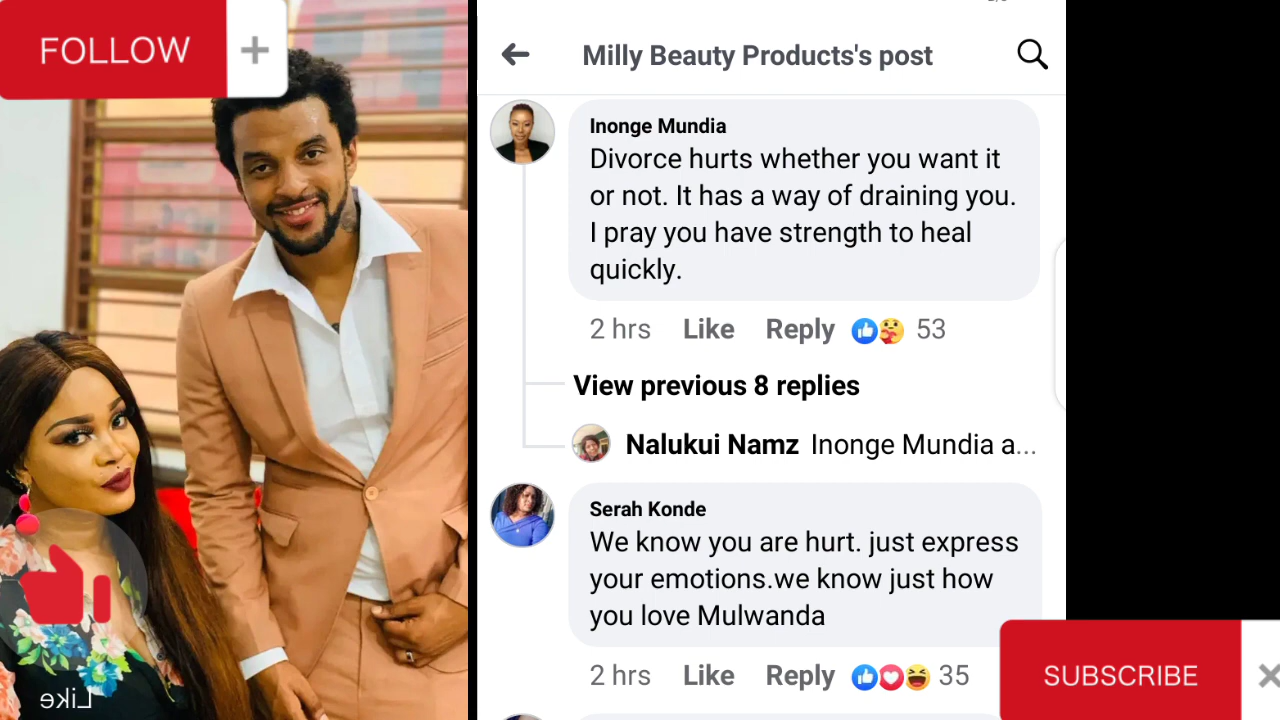 FOLLOW +
Like
Milly Beauty Products's post
Inonge Mundia
Divorce hurts whether you want it
or not. It has a way of draining you.
I pray you have strength to heal
quickly.
2 hrs Like Reply 53
View previous 8 replies
Nalukui Namz Inonge Mundia a...
Serah Konde
We know you are hurt. just express
your emotions.we know just how
you love Mulwanda
2 hrs Like Reply 35
SUBSCRIBE